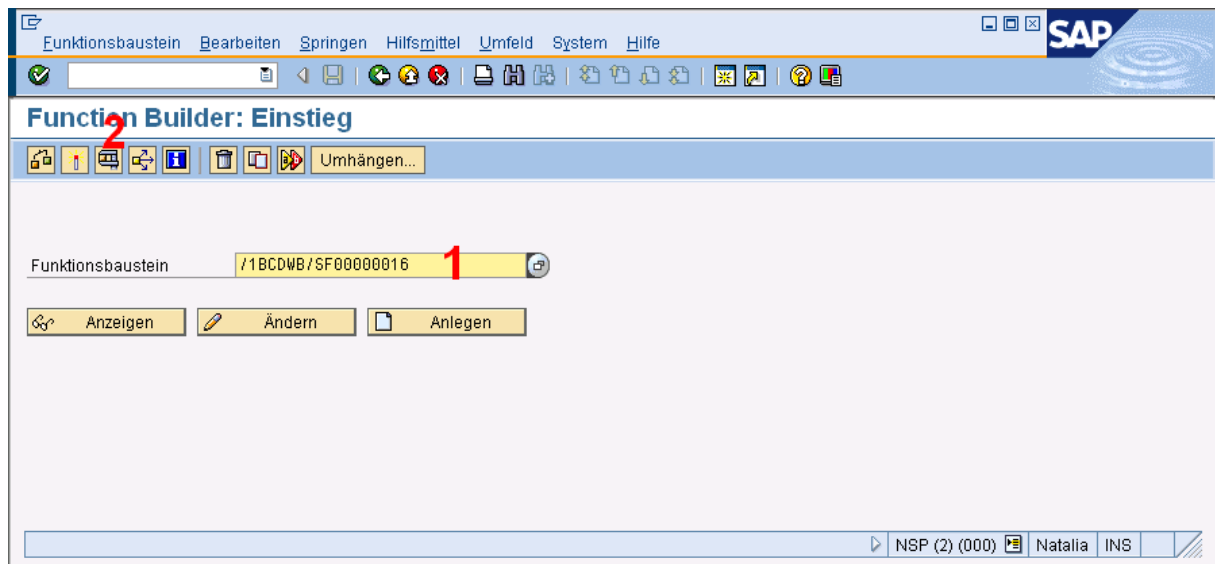 Funktionsbaustein Bearbeiten Springen Hilfsmittel Umfeld System Hilfe
SAP
Function Builder: Einstieg
2
Umhängen...
Funktionsbaustein /1BCDWB/SF00000016 1
Anzeigen Ändern Anlegen
NSP (2) (000) Natalia INS